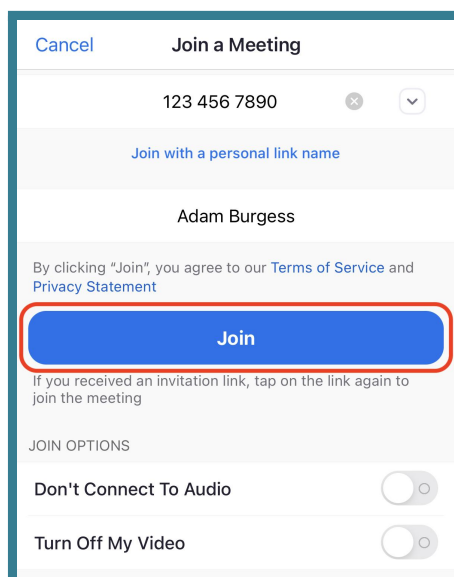 Cancel Join a Meeting
123 456 7890
Join with a personal link name
Adam Burgess
By clicking “Join”, you agree to our Terms of Service and
Privacy Statement
Join
If you received an invitation link, tap on the link again to
join the meeting
JOIN OPTIONS
Don't Connect To Audio
Turn Off My Video